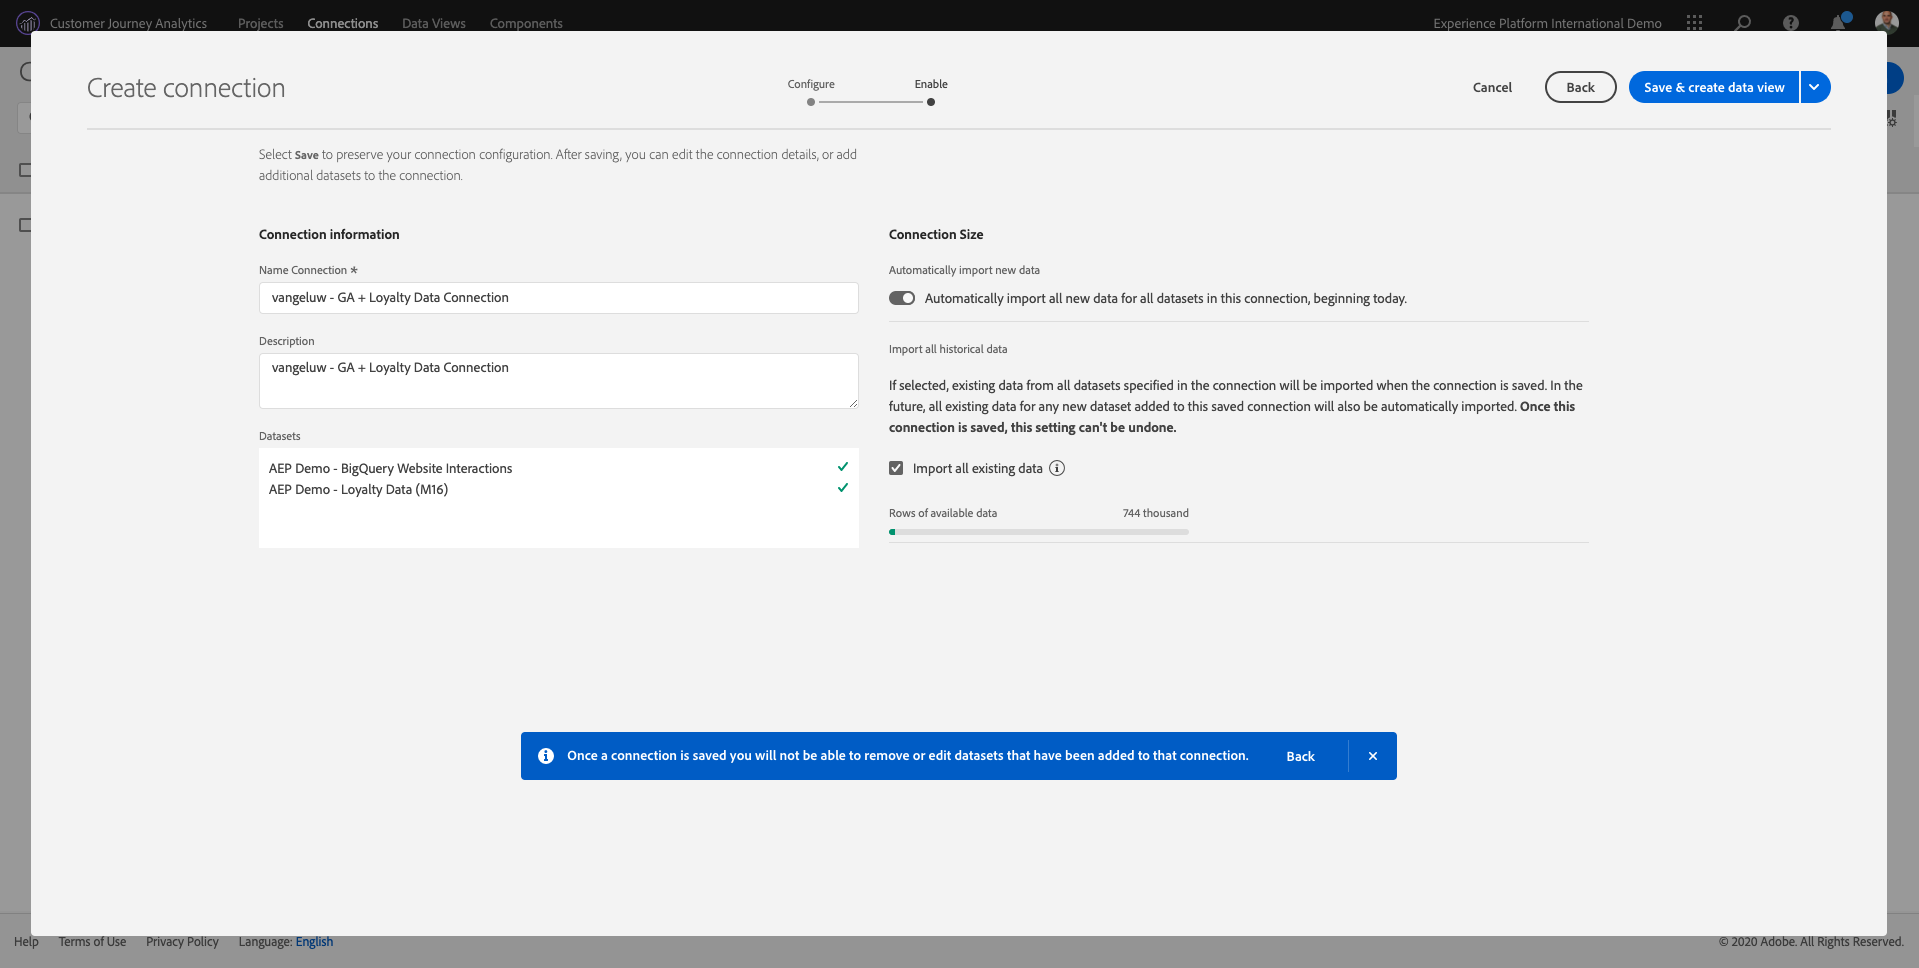 Customer Journey Analytics Projects Connections Data Views Components Experience Platform International Demo
Create connection
Configure Enable
Cancel Back Save & create data view
Select Save to preserve your connection configuration. After saving, you can edit the connection details, or add
additional datasets to the connection.
Connection information
Name Connection *
vangeluw - GA + Loyalty Data Connection
Description
vangeluw - GA + Loyalty Data Connection
Datasets
AEP Demo - BigQuery Website Interactions
AEP Demo - Loyalty Data (M16)
Connection Size
Automatically import new data
Automatically import all new data for all datasets in this connection, beginning today.
Import all historical data
If selected, existing data from all datasets specified in the connection will be imported when the connection is saved. In the
future, all existing data for any new dataset added to this saved connection will also be automatically imported. Once this
connection is saved, this setting can't be undone.
Import all existing data
Rows of available data 744 thousand
Once a connection is saved you will not be able to remove or edit datasets that have been added to that connection. Back
Help Terms of Use Privacy Policy Language: English © 2020 Adobe. All Rights Reserved.